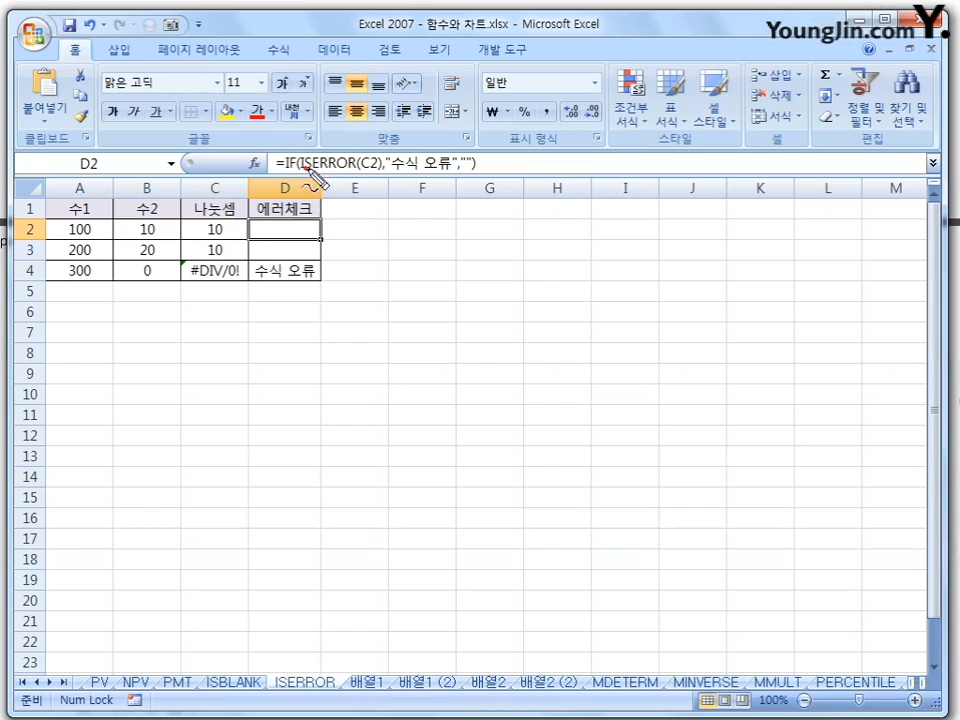 Excel 2007 - 함수와 차트.xlsx - Microsoft Excel
YoungJin.com Y.
홈 삽입 페이지 레이아웃 수식 데이터 검토 보기 개발 도구
붙여넣기
맑은 고딕 11
가 가 가
일반
조건부 서식 표 서식 셀 스타일
삽입
삭제
서식
정렬 및 필터 찾기 및 선택
클립보드 글꼴 맞춤 표시 형식 스타일 셀 편집
D2 fx =IF(ISERROR(C2),"수식 오류","")
A B C D E F G H I J K L M
1 수1 수2 나눗셈 에러체크
2 100 10 10
3 200 20 10
4 300 0 #DIV/0! 수식 오류
5
6
7
8
9
10
11
12
13
14
15
16
17
18
19
20
21
22
23
PV NPV PMT ISBLANK ISERROR 배열1 배열1 (2) 배열2 배열2 (2) MDETERM MINVERSE MMULT PERCENTILE
준비 Num Lock 100%